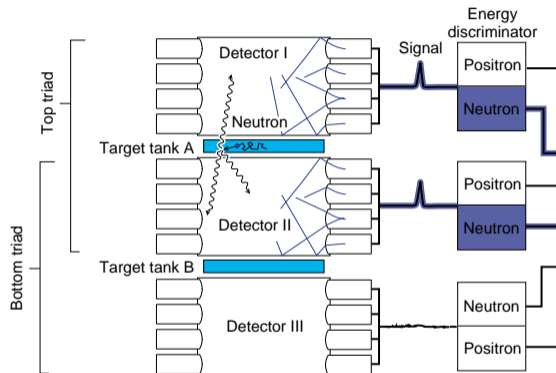 Energy
discriminator
Signal
Detector I
Positron
Neutron
Neutron
Top triad
Target tank A
Positron
Neutron
Detector II
Bottom triad
Target tank B
Neutron
Detector III
Positron